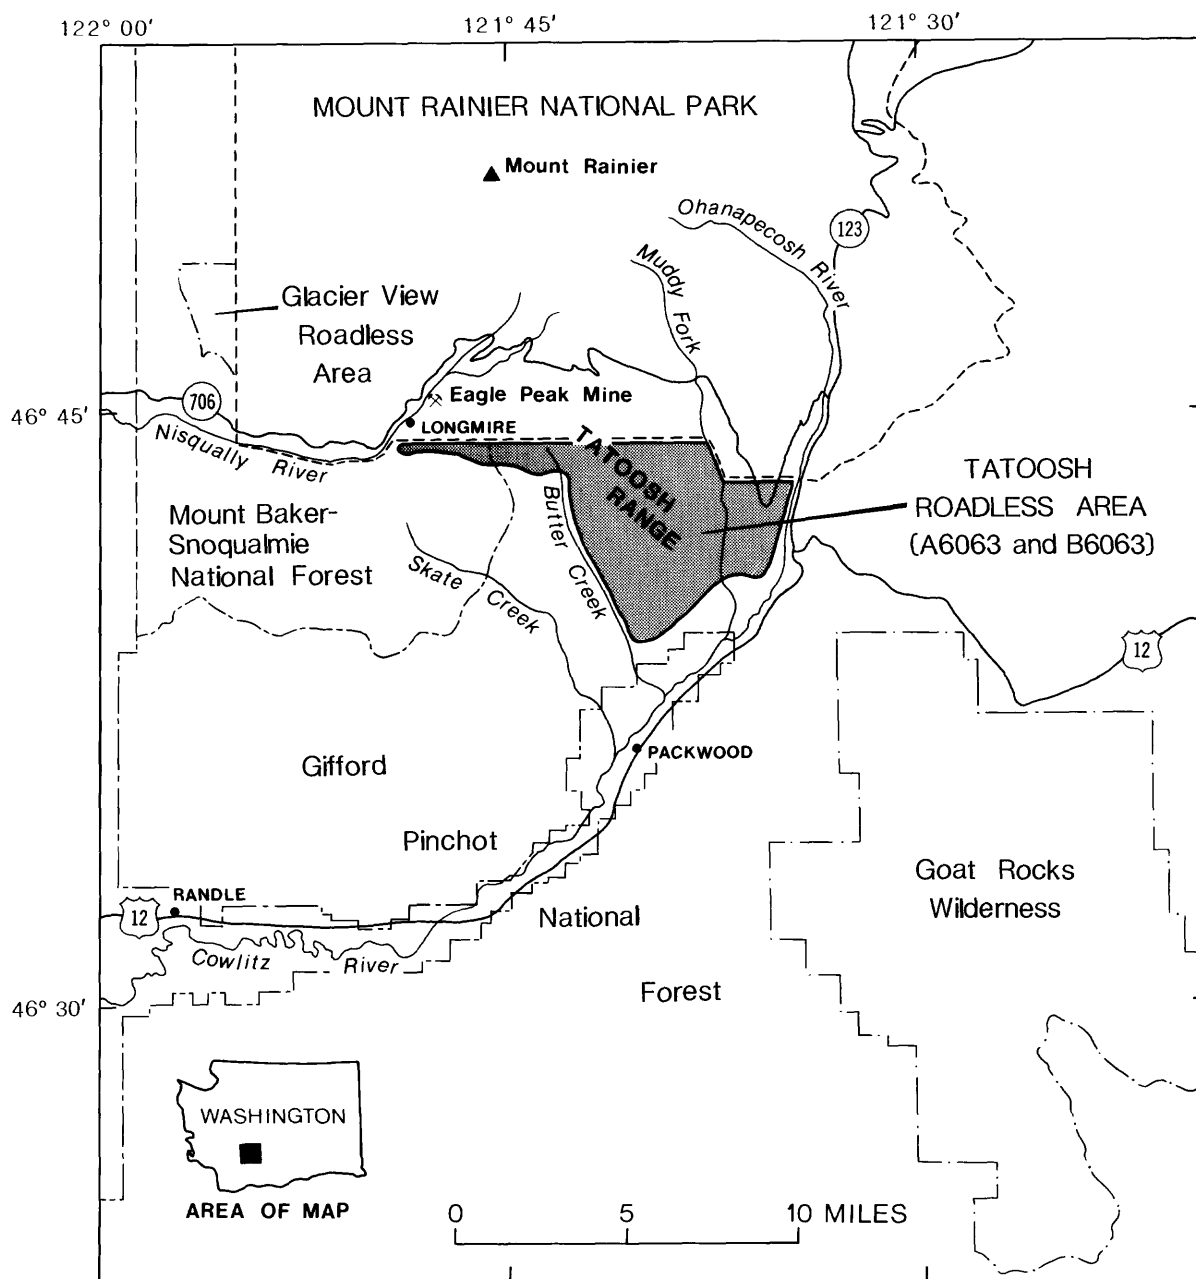 122° 00'
121° 45'
121° 30'
MOUNT RAINIER NATIONAL PARK
Mount Rainier
Ohanapecosh River
123
Muddy Fork
Glacier View
Roadless
Area
706
46° 45'
Eagle Peak Mine
LONGMIRE
Nisqually River
TATOOSH
RANGE
TATOOSH
ROADLESS AREA
(A6063 and B6063)
Mount Baker-
Snoqualmie
National Forest
Butter Creek
Skate Creek
12
PACKWOOD
Gifford
Pinchot
National
Forest
Goat Rocks
Wilderness
RANDLE
12
Cowlitz River
46° 30'
WASHINGTON
AREA OF MAP
0 5 10 MILES